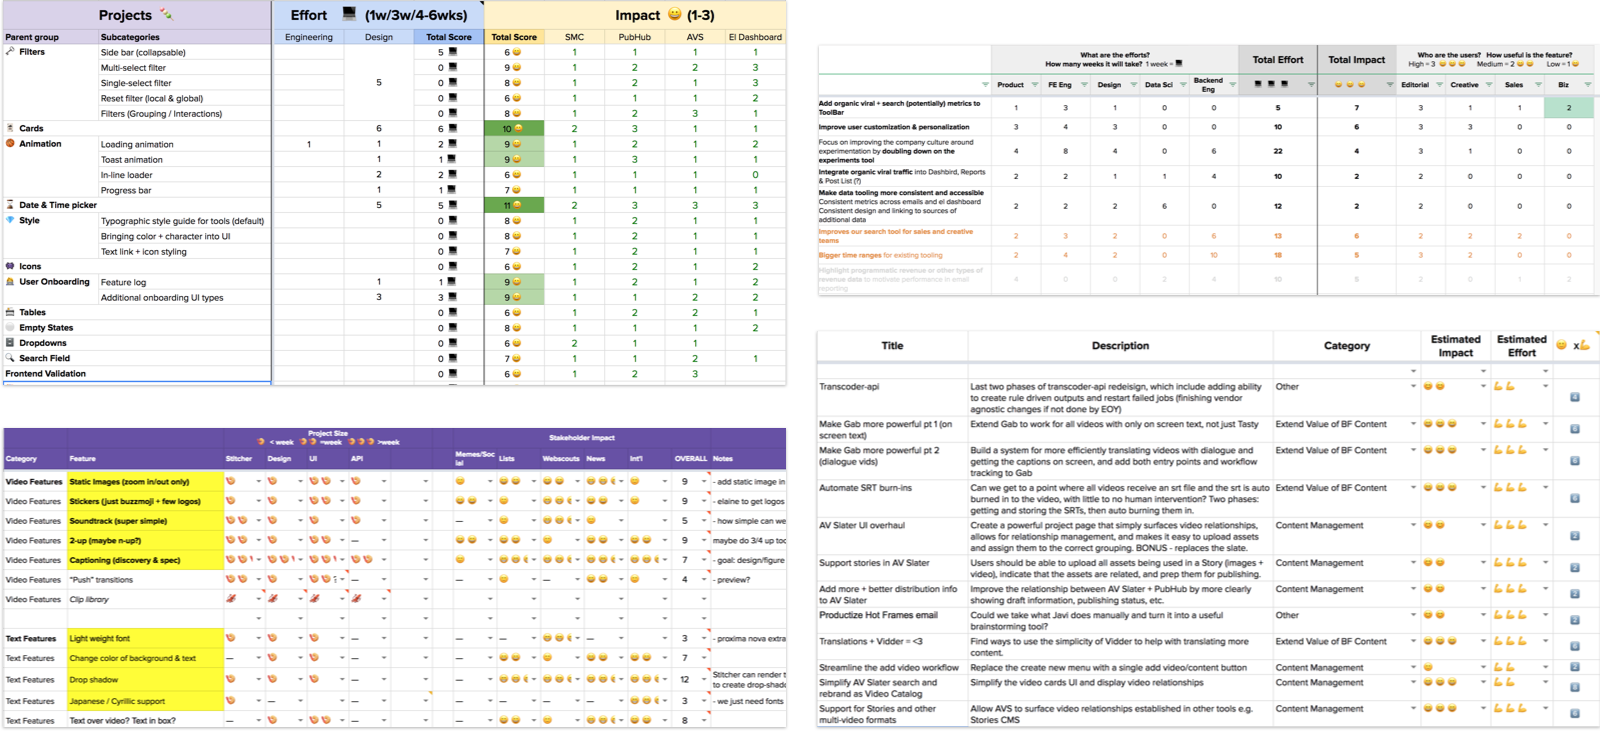 Projects Effort (1w/3w/4-6wks) Impact (1-3)
Parent group Subcategories Engineering Design Total Score Total Score SMC PubHub AVS El Dashboard
Filters Side bar (collapsable) 5 6 1 1 1 1
Multi-select filter 0 9 1 2 2 3
Single-select filter 5 0 8 1 2 1 3
Reset filter (local & global) 0 6 1 1 1 2
Filters (Grouping / Interactions) 0 8 1 2 3 1
Cards 6 6 10 2 3 1 1
Animation Loading animation 1 1 2 9 1 2 1 2
Toast animation 1 1 9 1 3 1 1
In-line loader 2 2 6 1 1 1 0
Progress bar 1 1 7 1 1 1 1
Date & Time picker 5 5 11 2 3 3 3
Style Typographic style guide for tools (default) 0 8 1 2 1 1
Bringing color + character into UI 0 8 1 2 1 1
Text link + icon styling 0 7 1 1 1 1
Icons 0 6 1 1 1 2
User Onboarding Feature log 1 1 9 1 2 1 2
Additional onboarding UI types 3 3 9 1 1 2 2
Tables 0 6 1 2 2 1
Empty States 0 8 1 1 1 2
Dropdowns 0 6 2 1 1
Search Field 0 7 1 1 2 1
Frontend Validation 0 6 1 2 3
What are the efforts? Total Effort Total Impact Who are the users? How useful is the feature?
How many weeks it will take? 1 week = High = 3 Medium = 2 Low = 1
Product FE Eng Design Data Sci Backend Eng Editorial Creative Sales Biz
Add organic viral + search (potentially) metrics to
ToolBar 1 3 1 0 0 5 7 3 1 1 2
Improve user customization & personalization 3 4 3 0 0 10 6 3 3 0 0
Focus on improving the company culture around
experimentation by doubling down on the
experiments tool 4 8 4 0 6 22 4 3 1 0 0
Integrate organic viral traffic into Dashbird, Reports
& Post List (?) 2 2 1 1 4 10 2 2 0 0 0
Make data tooling more consistent and accessible
Consistent metrics across emails and el dashboard
Consistent design and linking to sources of
additional data 2 2 2 6 0 12 2 2 0 0 0
Improves our search tool for sales and creative
teams 2 3 2 0 6 13 6 2 2 2 0
Bigger time ranges for existing tooling 2 4 2 0 10 18 5 3 2 0 0
Highlight programmatic revenue or other types of
revenue data to motivate performance in email
reporting 4 0 0 2 4 10 5 2 0 1 2
Title Description Category Estimated Impact Estimated Effort x
Transcoder-api Last two phases of transcoder-api redeisign, which include adding ability Other
to create rule driven outputs and restart failed jobs (finishing vendor 4
agnostic changes if not done by EOY)
Make Gab more powerful pt 1 (on Extend Gab to work for all videos with only on screen text, not just Tasty Extend Value of BF Content
screen text) 6
Make Gab more powerful pt 2 Build a system for more efficiently translating videos with dialogue and Extend Value of BF Content
(dialogue vids) getting the captions on screen, and add both entry points and workflow 6
tracking to Gab
Automate SRT burn-ins Can we get to a point where all videos receive an srt file and the srt is auto Extend Value of BF Content
burned in to the video, with little to no human intervention? Two phases: 6
getting and storing the SRTs, then auto burning them in.
AV Slater UI overhaul Create a powerful project page that simply surfaces video relationships, Content Management
allows for relationship management, and makes it easy to upload assets 2
and assign them to the correct grouping. BONUS - replaces the slate.
Support stories in AV Slater Users should be able to upload all assets being used in a Story (images + Content Management
video), indicate that the assets are related, and prep them for publishing. 2
Add more + better distribution info Improve the relationship between AV Slater + PubHub by more clearly Content Management
to AV Slater showing draft information, publishing status, etc. 2
Productize Hot Frames email Could we take what Javi does manually and turn it into a useful Other
brainstorming tool? 2
Translations + Vidder = <3 Find ways to use the simplicity of Vidder to help with translating more Extend Value of BF Content
content. 6
Streamline the add video workflow Replace the create new menu with a single add video/content button Content Management 2
Simplify AV Slater search and Simplify the video cards UI and display video relationships Content Management
rebrand as Video Catalog
Support for Stories and other Allow AVS to surface video relationships established in other tools e.g. Content Management
multi-video formats Stories CMS 6
Project Size Stakeholder Impact
< week =week >week
Category Feature Stitcher Design UI API Memes/Social Lists Webscouts News Int'l OVERALL Notes
Video Features Static Images (zoom in/out only) 9 - add static image in
Video Features Stickers (just buzzmoji + few logos) 9 - elaine to get logos
Video Features Soundtrack (super simple) — — 5 - how simple can we
Video Features 2-up (maybe n-up?) — 9 maybe do 3/4 up too
Video Features Captioning (discovery & spec) 7 - goal: design/figure
Video Features "Push" transitions — — — 4 - preview?
Video Features Clip library
Text Features Light weight font — — — — — 3 - proxima nova extra
Text Features Change color of background & text — — — 7
Text Features Drop shadow — — 12 Stitcher can render t
to create drop-shado
Text Features Japanese / Cyrillic support — — 3 - we just need fonts
Text Features Text over video? Text in box? — — — 8